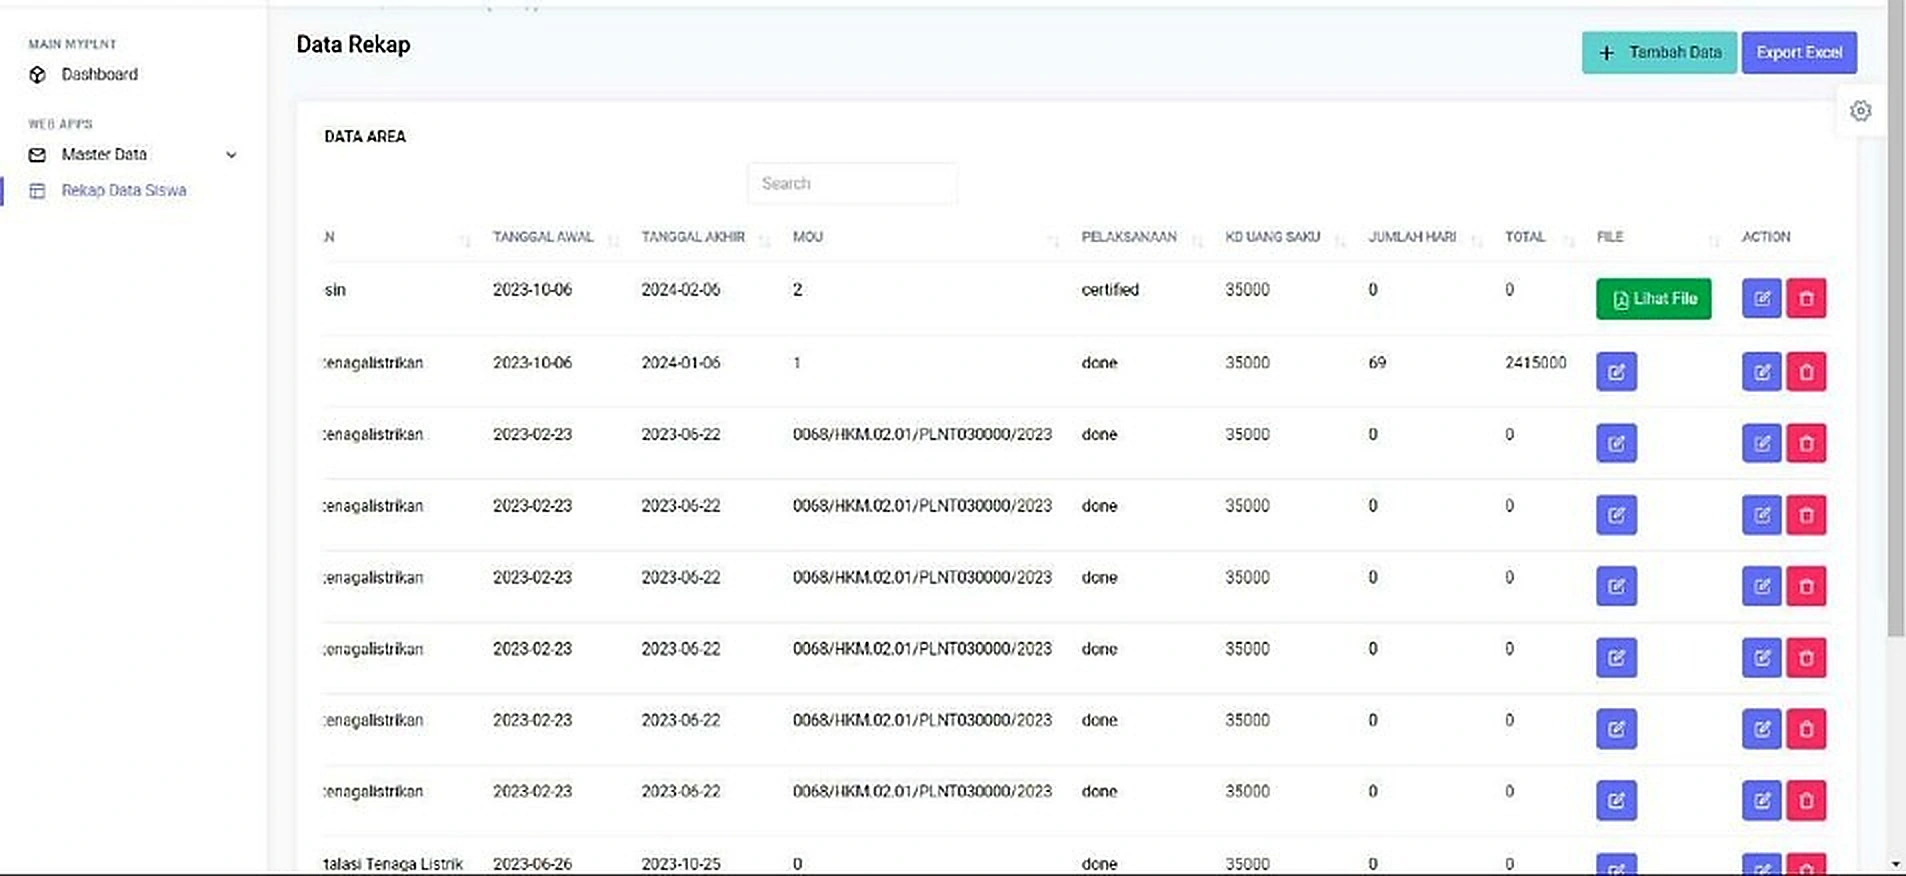 MAIN MYPLNT
Dashboard
WEB APPS
Master Data
Rekap Data Siswa
Data Rekap
+ Tambah Data
Export Excel
DATA AREA
Search
N TANGGAL AWAL TANGGAL AKHIR MOU PELAKSANAAN KD UANG SAKU JUMLAH HARI TOTAL FILE ACTION
sin 2023-10-06 2024-02-06 2 certified 35000 0 0 Lihat File
tenagalistrikan 2023-10-06 2024-01-06 1 done 35000 69 2415000
tenagalistrikan 2023-02-23 2023-06-22 0068/HKM.02.01/PLNT030000/2023 done 35000 0 0
tenagalistrikan 2023-02-23 2023-06-22 0068/HKM.02.01/PLNT030000/2023 done 35000 0 0
tenagalistrikan 2023-02-23 2023-06-22 0068/HKM.02.01/PLNT030000/2023 done 35000 0 0
tenagalistrikan 2023-02-23 2023-06-22 0068/HKM.02.01/PLNT030000/2023 done 35000 0 0
tenagalistrikan 2023-02-23 2023-06-22 0068/HKM.02.01/PLNT030000/2023 done 35000 0 0
tenagalistrikan 2023-02-23 2023-06-22 0068/HKM.02.01/PLNT030000/2023 done 35000 0 0
talasi Tenaga Listrik 2023-06-26 2023-10-25 0 done 35000 0 0